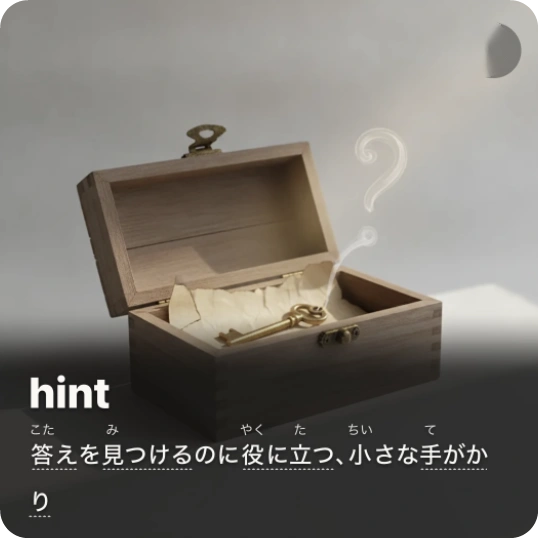 hint
こた み やく た ちい て
答えを見つけるのに役に立つ、小さな手がか
り